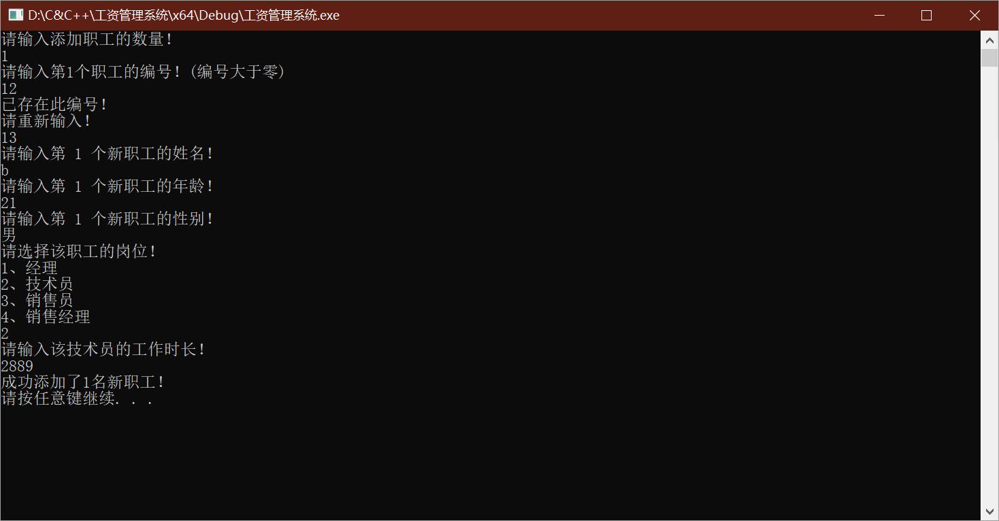 D:\C&C++\工资管理系统\x64\Debug\工资管理系统.exe
请输入添加职工的数量!
1
请输入第1个职工的编号! (编号大于零)
12
已存在此编号!
请重新输入!
13
请输入第 1 个新职工的姓名!
b
请输入第 1 个新职工的年龄!
21
请输入第 1 个新职工的性别!
男
请选择该职工的岗位!
1、经理
2、技术员
3、销售员
4、销售经理
2
请输入该技术员的工作时长!
2889
成功添加了1名新职工!
请按任意键继续. . .